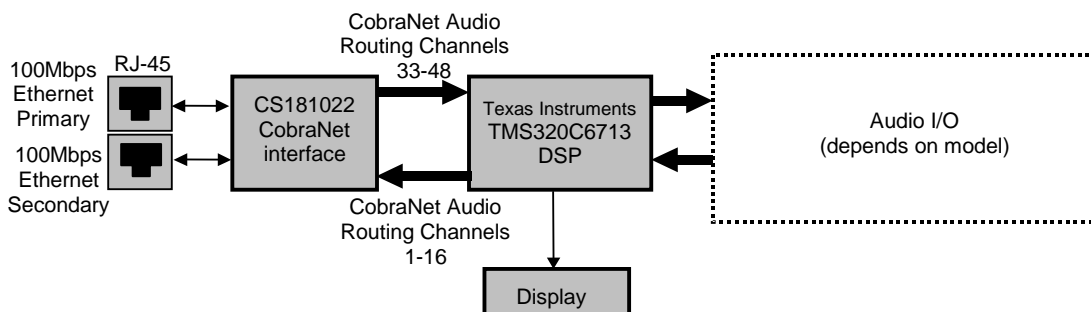 CobraNet Audio
Routing Channels
33-48
RJ-45
100Mbps
Ethernet
Primary
100Mbps
Ethernet
Secondary
CS181022
CobraNet
interface
Texas Instruments
TMS320C6713
DSP
Audio I/O
(depends on model)
CobraNet Audio
Routing Channels
1-16
Display